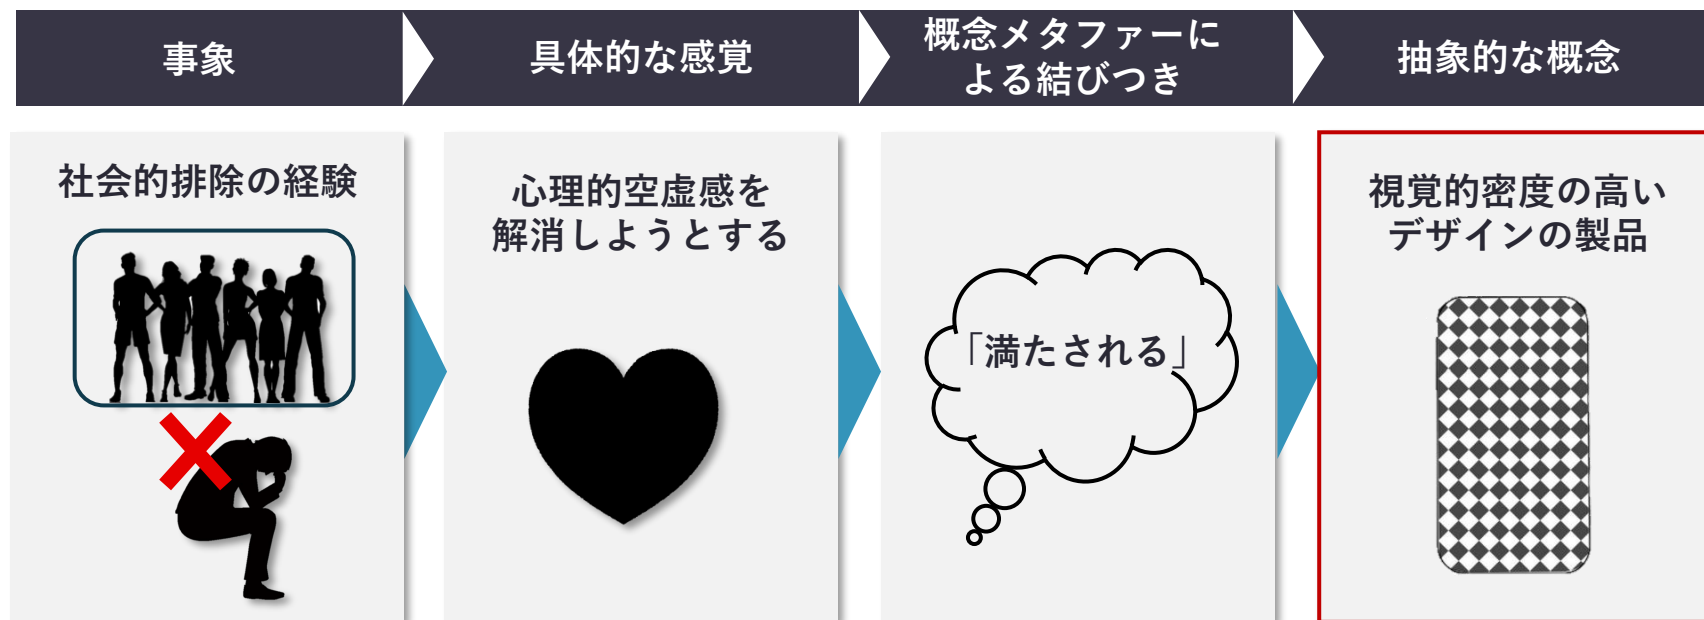 事象
具体的な感覚
概念メタファーに
よる結びつき
抽象的な概念
社会的排除の経験
心理的空虚感を
解消しようとする
「満たされる」
視覚的密度の高い
デザインの製品